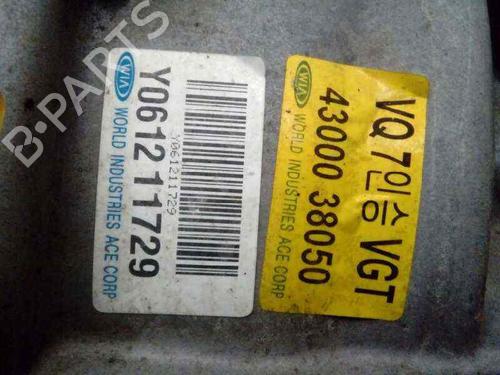 WIA
WORLD INDUSTRIES ACE CORP
Y061211729
Y0612 11729
WIA
WORLD INDUSTRIES ACE CORP
43000 38050
VQ 7인승 VGT
B-PARTS